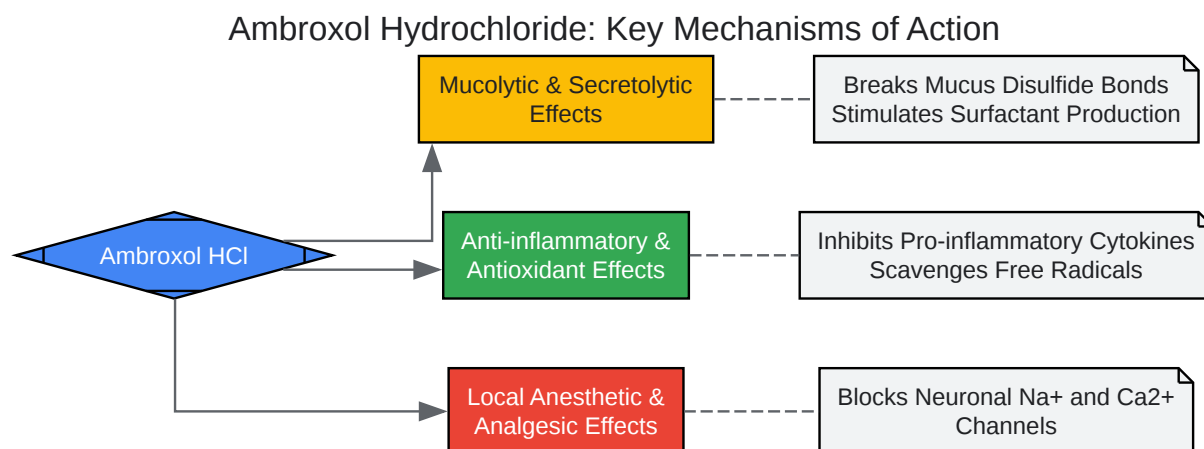 Ambroxol Hydrochloride: Key Mechanisms of Action
Mucolytic & Secretolytic
Effects
Breaks Mucus Disulfide Bonds
Stimulates Surfactant Production
Ambroxol HCl
Anti-inflammatory &
Antioxidant Effects
Inhibits Pro-inflammatory Cytokines
Scavenges Free Radicals
Local Anesthetic &
Analgesic Effects
Blocks Neuronal Na+ and Ca2+
Channels